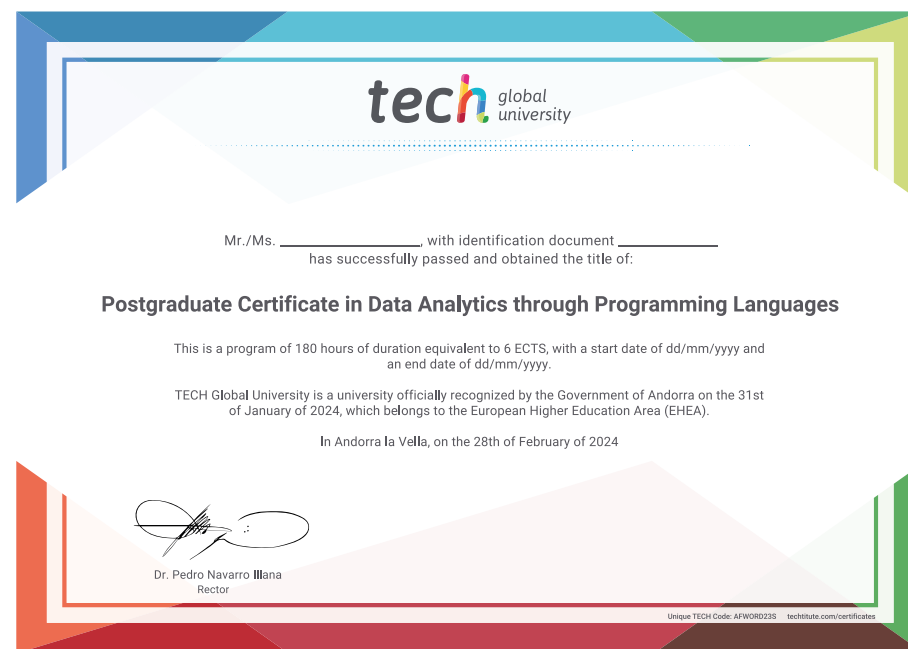 tech global
university
Mr./Ms. ____________________, with identification document ______________
has successfully passed and obtained the title of:
Postgraduate Certificate in Data Analytics through Programming Languages
This is a program of 180 hours of duration equivalent to 6 ECTS, with a start date of dd/mm/yyyy and
an end date of dd/mm/yyyy.
TECH Global University is a university officially recognized by the Government of Andorra on the 31st
of January of 2024, which belongs to the European Higher Education Area (EHEA).
In Andorra la Vella, on the 28th of February of 2024
Dr. Pedro Navarro Illana
Rector
Unique TECH Code: AFWORD23S techtitute.com/certificates